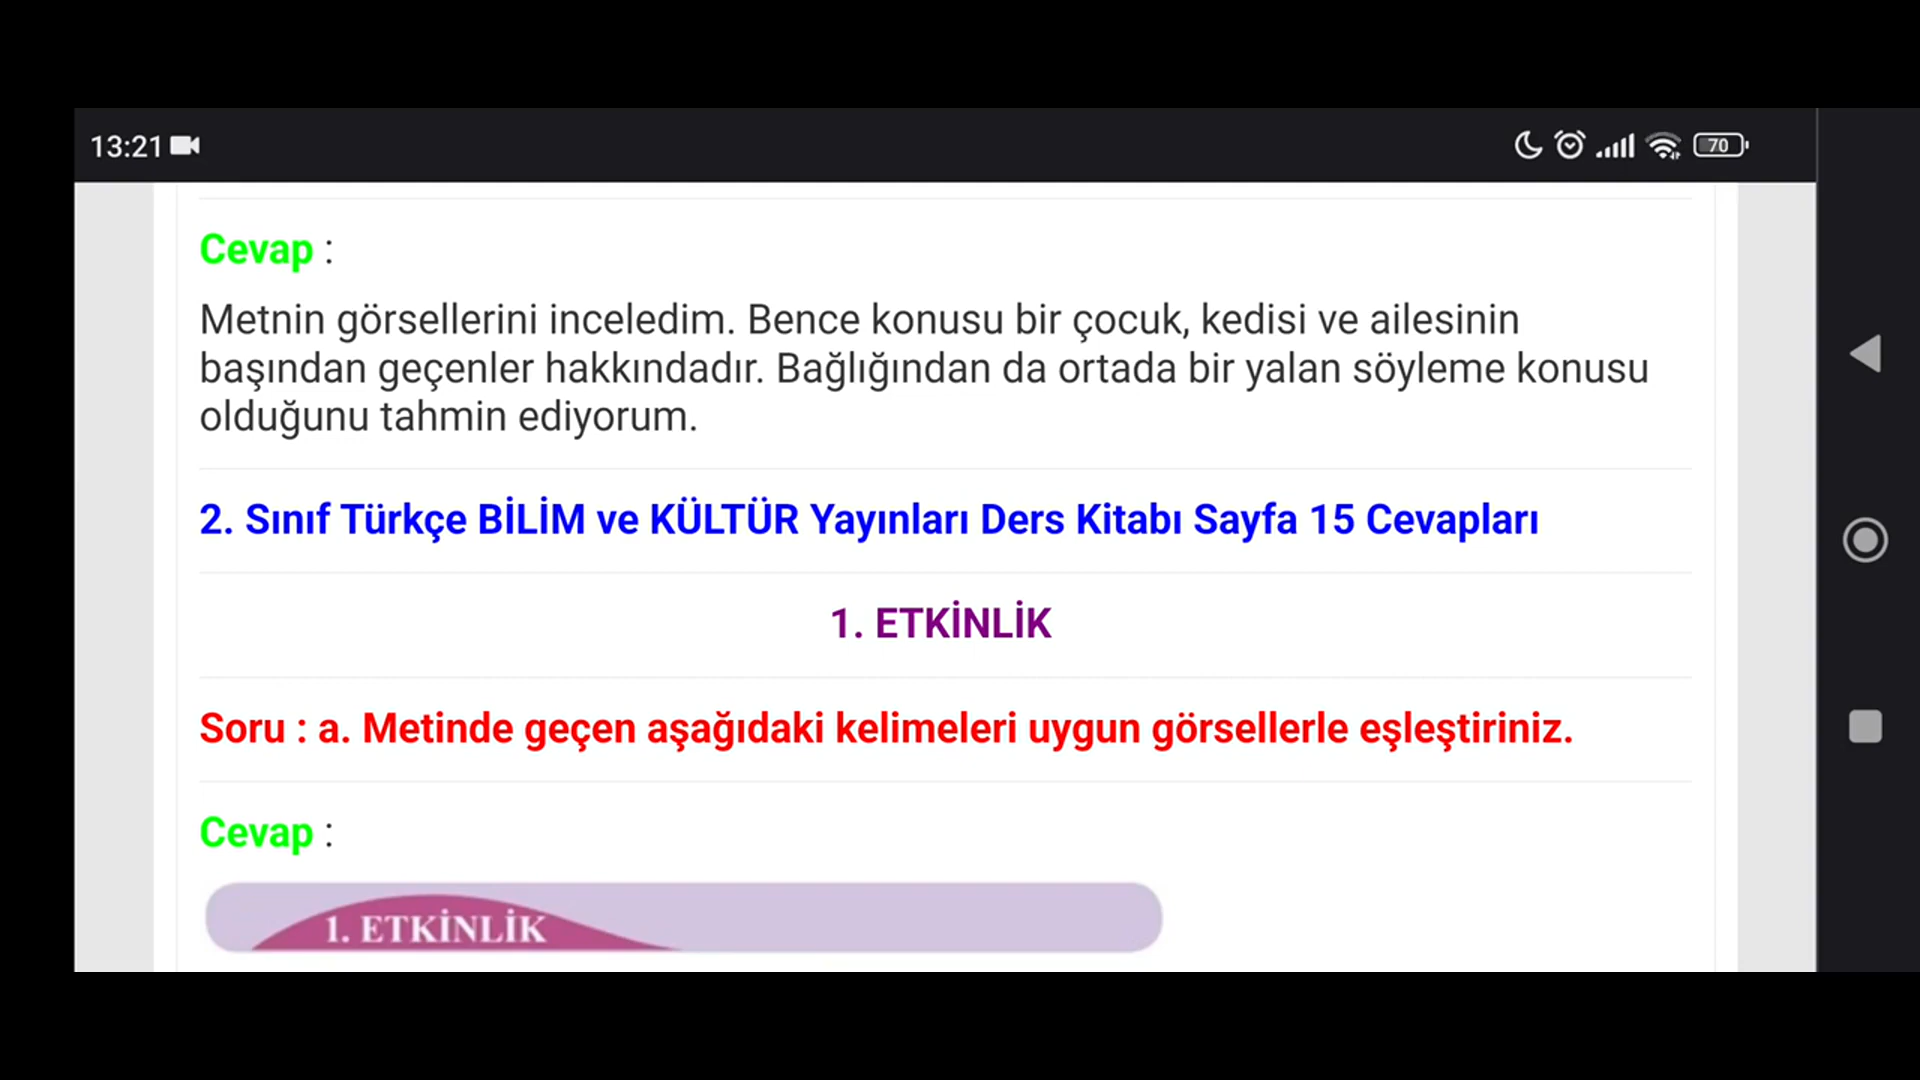 13:21
70
Cevap :
Metnin görsellerini inceledim. Bence konusu bir çocuk, kedisi ve ailesinin
başından geçenler hakkındadır. Bağlığından da ortada bir yalan söyleme konusu
olduğunu tahmin ediyorum.
2. Sınıf Türkçe BİLİM ve KÜLTÜR Yayınları Ders Kitabı Sayfa 15 Cevapları
1. ETKİNLİK
Soru : a. Metinde geçen aşağıdaki kelimeleri uygun görsellerle eşleştiriniz.
Cevap :
1. ETKİNLİK